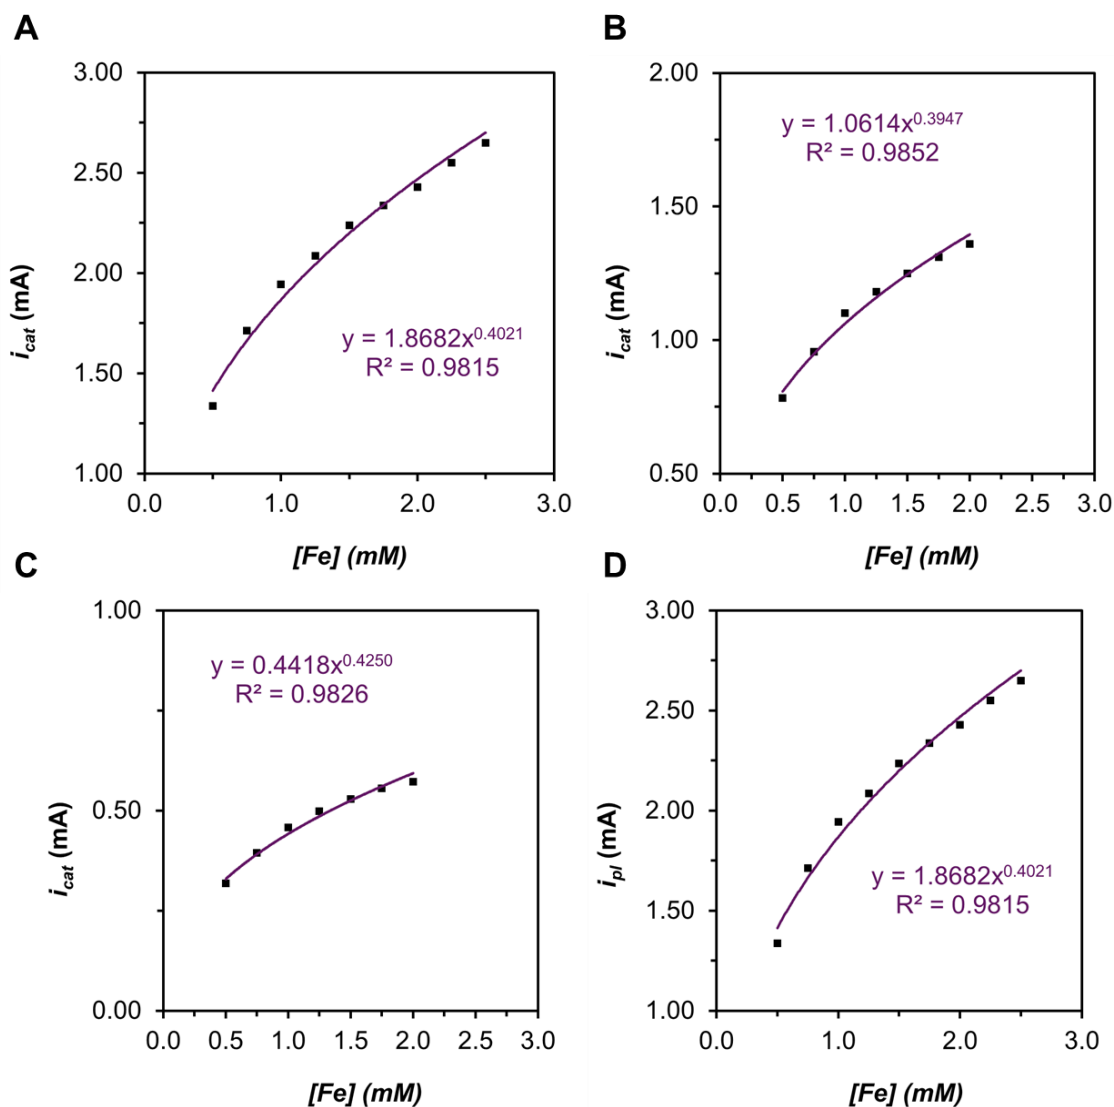 A
3.00
2.50
2.00
1.50
1.00
i_cat (mA)
y = 1.8682x^0.4021
R² = 0.9815
0.0 1.0 2.0 3.0
[Fe] (mM)
B
2.00
1.50
1.00
0.50
i_cat (mA)
y = 1.0614x^0.3947
R² = 0.9852
0.0 0.5 1.0 1.5 2.0 3.0
[Fe] (mM)
C
1.00
0.50
0.00
i_cat (mA)
y = 0.4418x^0.4250
R² = 0.9826
0.0 0.5 1.0 1.5 2.0 3.0
[Fe] (mM)
D
3.00
2.50
2.00
1.50
1.00
i_pl (mA)
y = 1.8682x^0.4021
R² = 0.9815
0.0 1.0 2.0 3.0
[Fe] (mM)